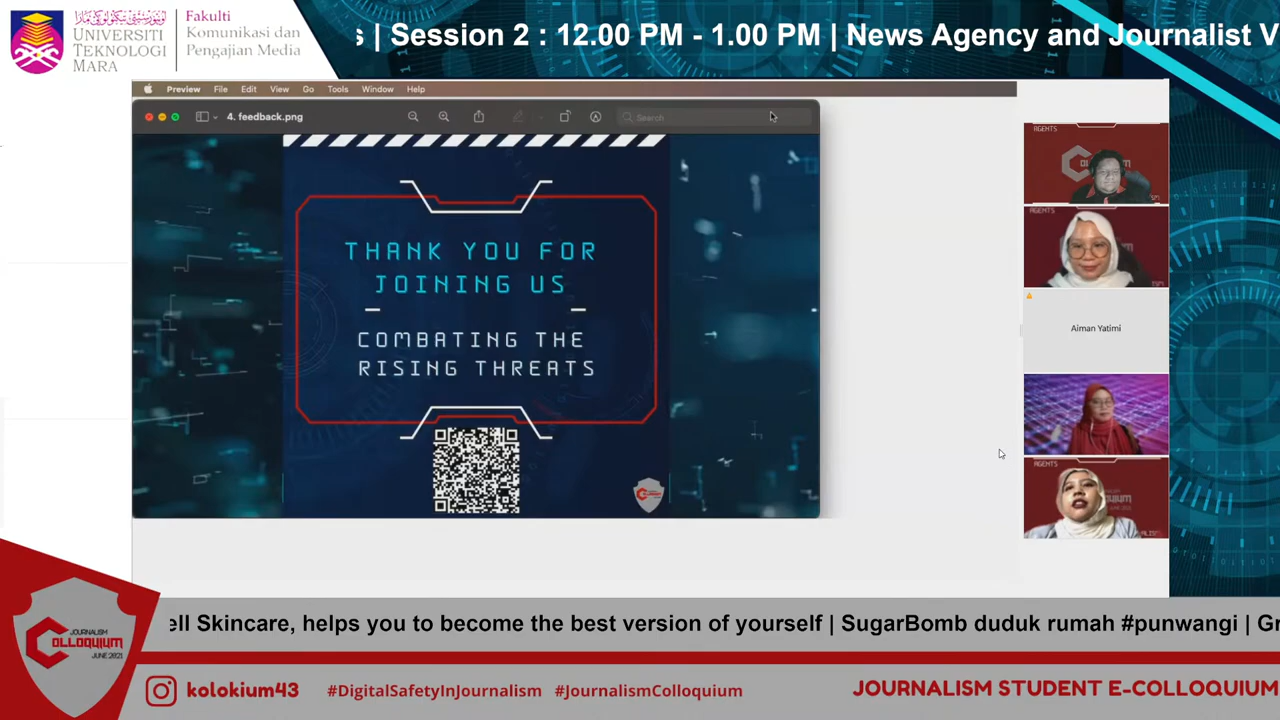 UNIVERSITI
TEKNOLOGI
MARA
Fakulti
Komunikasi dan
Pengajian Media
s | Session 2 : 12.00 PM - 1.00 PM | News Agency and Journalist V
Preview File Edit View Go Tools Window Help
4. feedback.png
Search
THANK YOU FOR
JOINING US
COMBATING THE
RISING THREATS
AGENTS
AGENTS
Aiman Yatimi
AGENTS
ell Skincare, helps you to become the best version of yourself | SugarBomb duduk rumah #punwangi | Gr
JOURNALISM
COLLOQUIUM
JUNE 2021
kolokium43
#DigitalSafetyInJournalism #JournalismColloquium
JOURNALISM STUDENT E-COLLOQUIUM